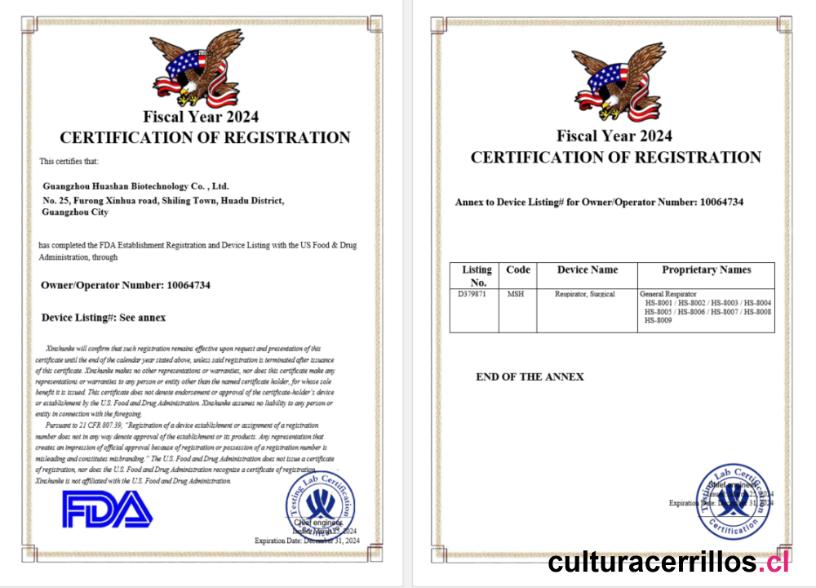 Fiscal Year 2024
CERTIFICATION OF REGISTRATION
This certifies that:
Guangzhou Huashan Biotechnology Co. , Ltd.
No. 25, Furong Xinhua road, Shiling Town, Huadu District,
Guangzhou City
has completed the FDA Establishment Registration and Device Listing with the US Food & Drug
Administration, through
Owner/Operator Number: 10064734
Device Listing#: See annex
Xinshunke will confirm that such registration remains effective upon request and presentation of this
certificate until the end of the calendar year stated above, unless said registration is terminated after issuance
of this certificate. Xinshunke makes no other representations or warranties, nor does this certificate make any
representations or warranties to any person or entity other than the named certificate holder, for whose sole
benefit it is issued. This certificate does not denote endorsement or approval of the certificate-holder's device
or establishment by the U.S. Food and Drug Administration. Xinshunke assumes no liability to any person or
entity in connection with the foregoing.
Pursuant to 21 CFR 807.39, "Registration of a device establishment or assignment of a registration
number does not in any way denote approval of the establishment or its products. Any representation that
creates an impression of official approval because of registration or possession of a registration number is
misleading and constitutes misbranding." The U.S. Food and Drug Administration does not issue a certificate
of registration, nor does the U.S. Food and Drug Administration recognize a certificate of registration.
Xinshunke is not affiliated with the U.S. Food and Drug Administration.
FDA
Testing Lab Certification
Chief engineer
Expiration Date: December 31, 2024
Fiscal Year 2024
CERTIFICATION OF REGISTRATION
Annex to Device Listing# for Owner/Operator Number: 10064734
Listing No. Code Device Name Proprietary Names
D379871 MSH Respirator, Surgical General Respirator
HS-8001 / HS-8002 / HS-8003 / HS-8004
HS-8005 / HS-8006 / HS-8007 / HS-8008
HS-8009
END OF THE ANNEX
Testing Lab Certification
culturacerrillos.cl